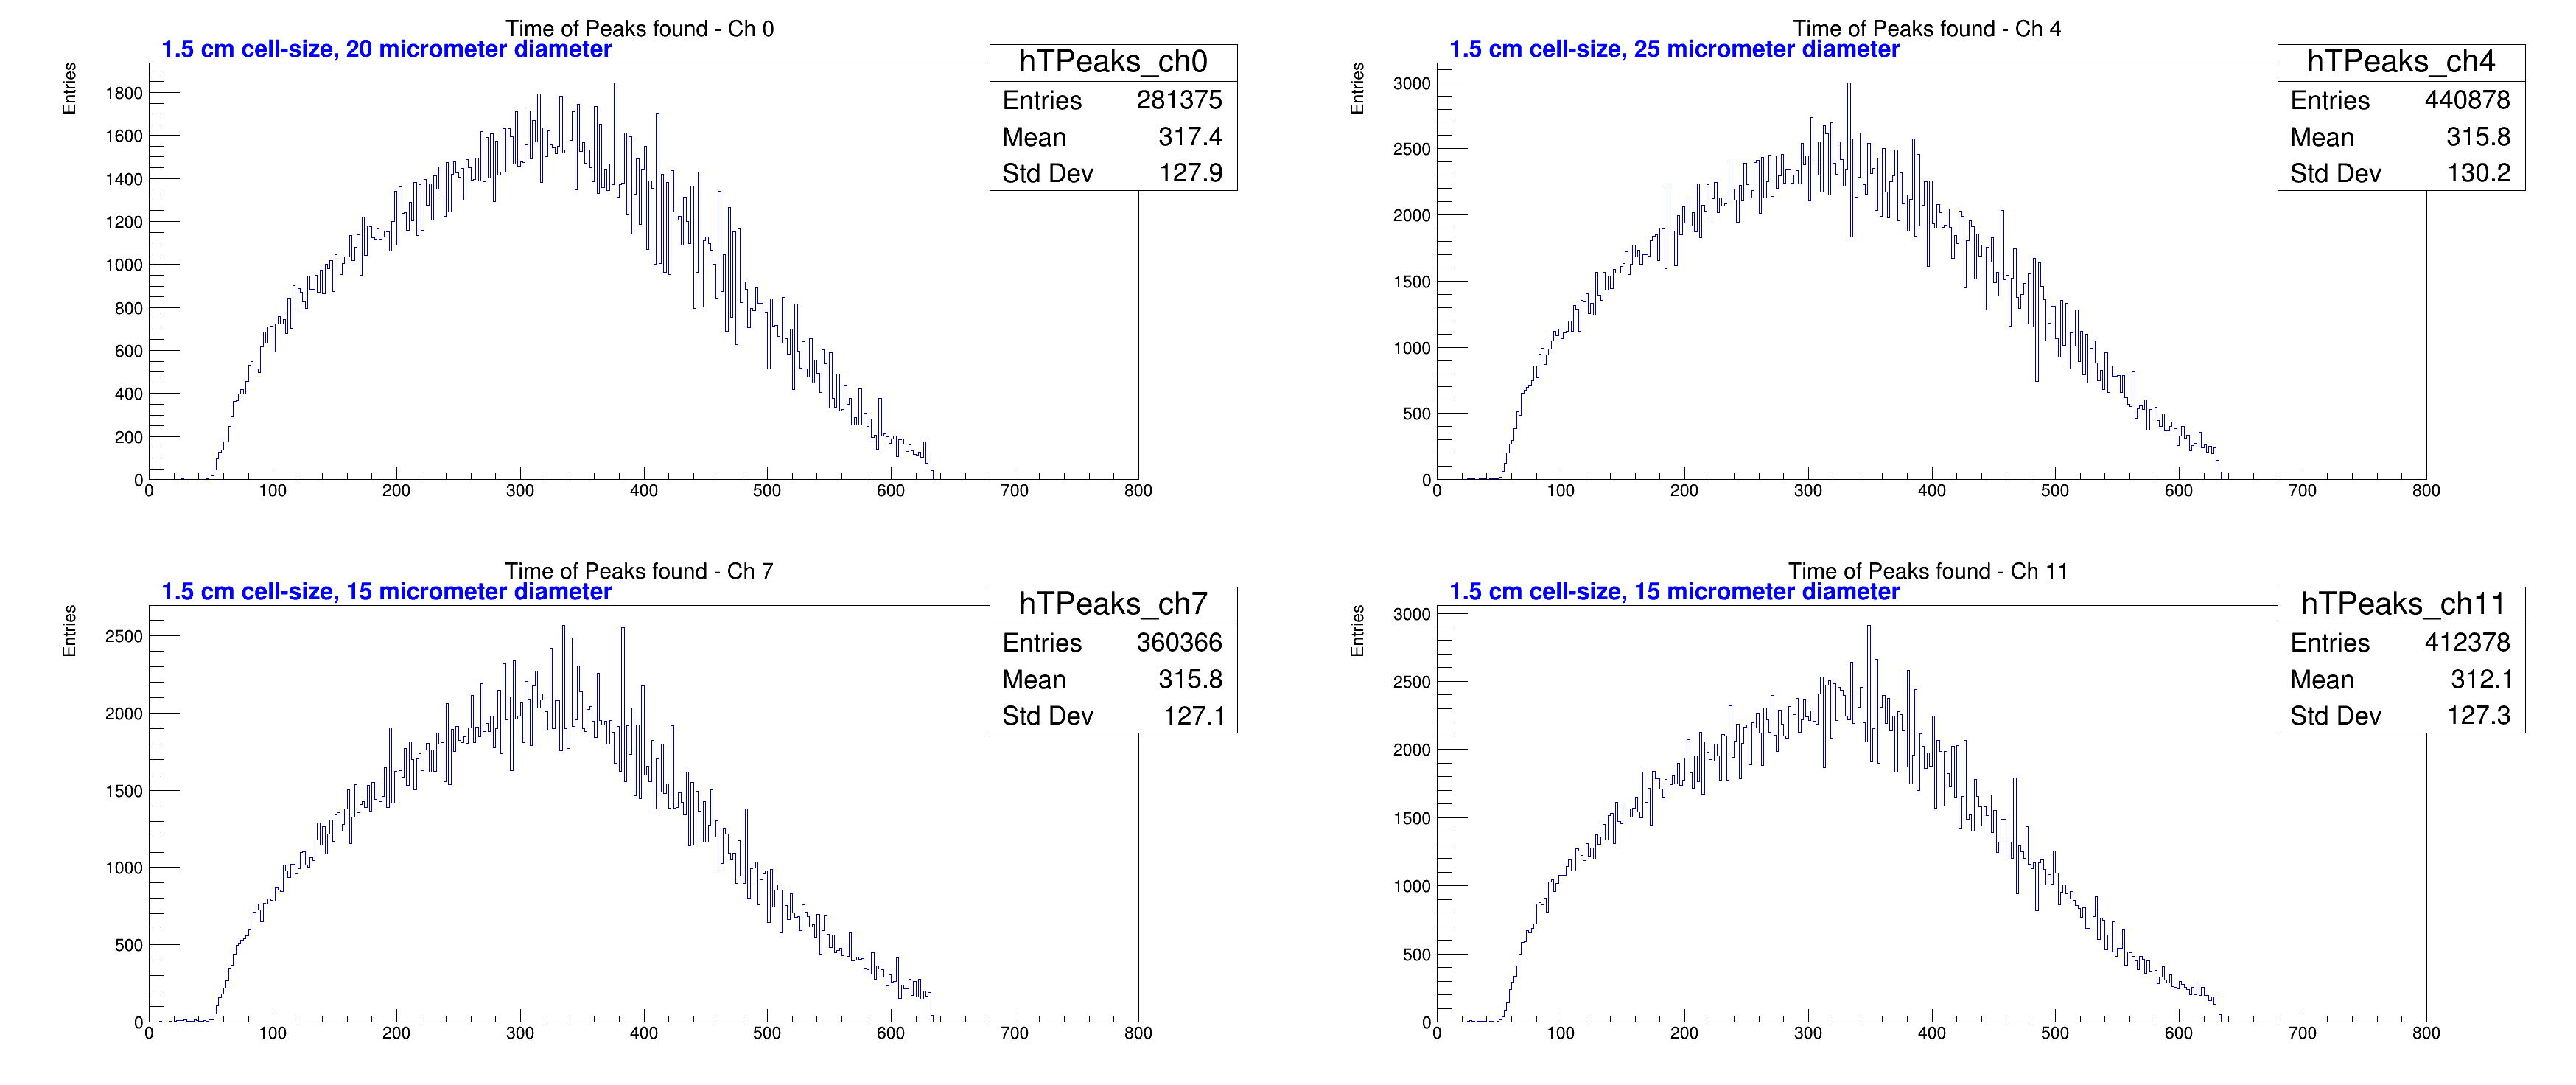 Time of Peaks found - Ch 0
1.5 cm cell-size, 20 micrometer diameter
Entries
hTPeaks_ch0
Entries 281375
Mean 317.4
Std Dev 127.9
1800
1600
1400
1200
1000
800
600
400
200
0
0 100 200 300 400 500 600 700 800
Time of Peaks found - Ch 4
1.5 cm cell-size, 25 micrometer diameter
Entries
hTPeaks_ch4
Entries 440878
Mean 315.8
Std Dev 130.2
3000
2500
2000
1500
1000
500
0
0 100 200 300 400 500 600 700 800
Time of Peaks found - Ch 7
1.5 cm cell-size, 15 micrometer diameter
Entries
hTPeaks_ch7
Entries 360366
Mean 315.8
Std Dev 127.1
2500
2000
1500
1000
500
0
0 100 200 300 400 500 600 700 800
Time of Peaks found - Ch 11
1.5 cm cell-size, 15 micrometer diameter
Entries
hTPeaks_ch11
Entries 412378
Mean 312.1
Std Dev 127.3
3000
2500
2000
1500
1000
500
0
0 100 200 300 400 500 600 700 800